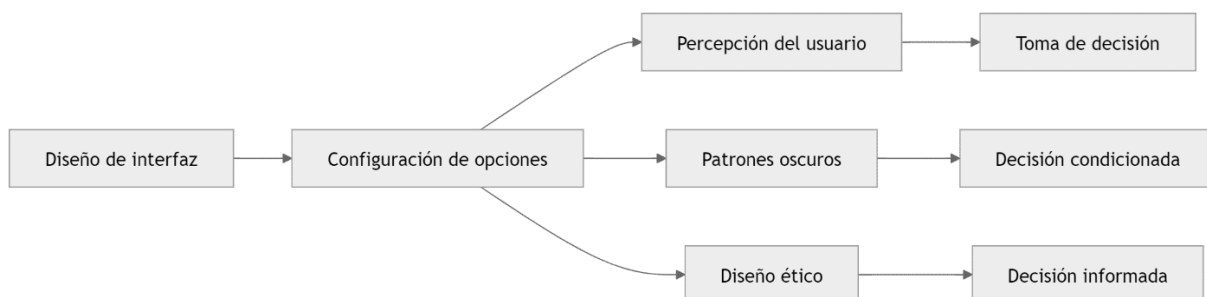 Percepción del usuario
Toma de decisión
Diseño de interfaz
Configuración de opciones
Patrones oscuros
Decisión condicionada
Diseño ético
Decisión informada